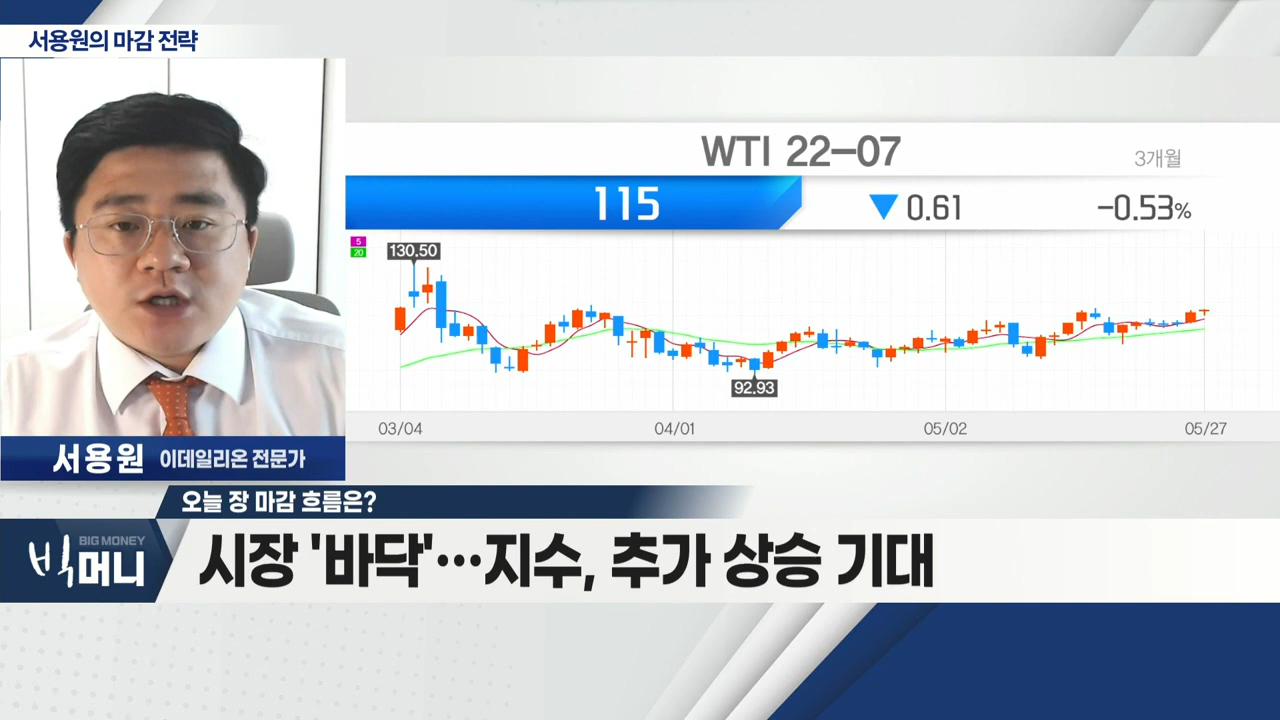 서용원의 마감 전략
WTI 22-07
3개월
115
▼ 0.61
-0.53%
5
20
130.50
92.93
03/04
04/01
05/02
05/27
서용원 이데일리온 전문가
오늘 장 마감 흐름은?
BIG MONEY
빅머니
시장 '바닥'…지수, 추가 상승 기대